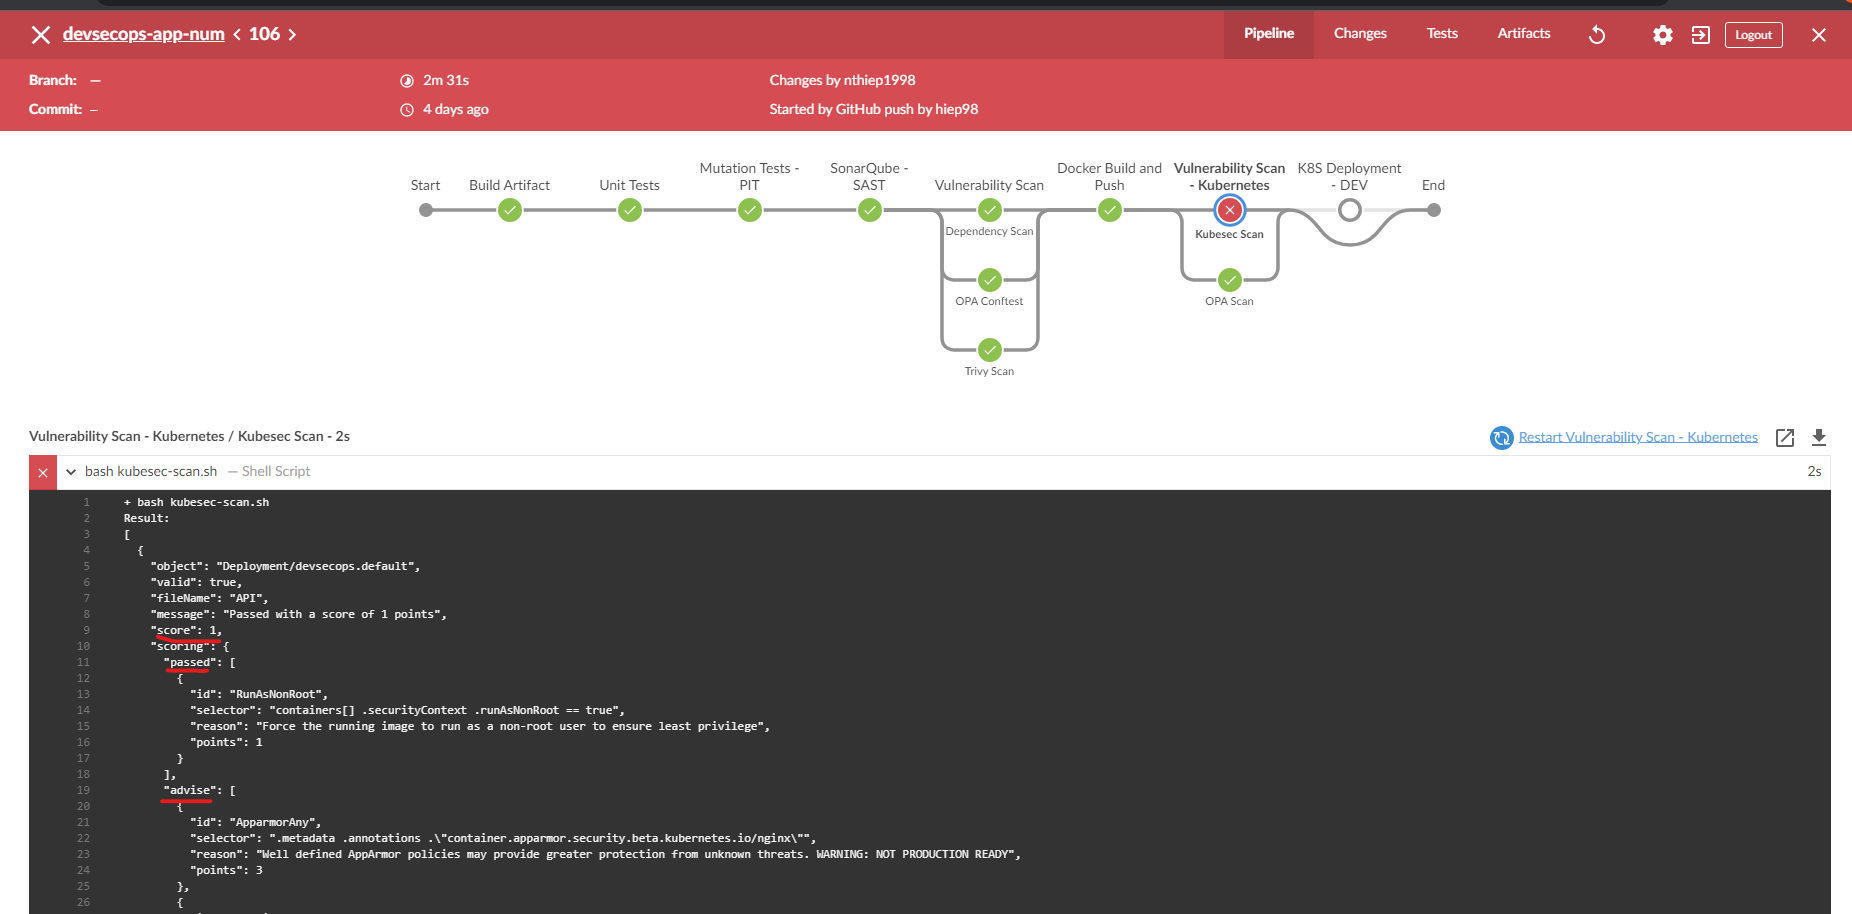 devsecops-app-num < 106 >
Pipeline
Changes
Tests
Artifacts
Logout
Branch: —
2m 31s
Changes by nthiep1998
Commit: –
4 days ago
Started by GitHub push by hiep98
Start
Build Artifact
Unit Tests
Mutation Tests -
PIT
SonarQube -
SAST
Vulnerability Scan
Docker Build and
Push
Vulnerability Scan
- Kubernetes
K8S Deployment
- DEV
End
Dependency Scan
Kubesec Scan
OPA Conftest
OPA Scan
Trivy Scan
Vulnerability Scan - Kubernetes / Kubesec Scan - 2s
Restart Vulnerability Scan - Kubernetes
bash kubesec-scan.sh — Shell Script
2s
1 + bash kubesec-scan.sh
2 Result:
3 [
4 {
5 "object": "Deployment/devsecops.default",
6 "valid": true,
7 "fileName": "API",
8 "message": "Passed with a score of 1 points",
9 "score": 1,
10 "scoring": {
11 "passed": [
12 {
13 "id": "RunAsNonRoot",
14 "selector": "containers[] .securityContext .runAsNonRoot == true",
15 "reason": "Force the running image to run as a non-root user to ensure least privilege",
16 "points": 1
17 }
18 ],
19 "advise": [
20 {
21 "id": "ApparmorAny",
22 "selector": ".metadata .annotations .\"container.apparmor.security.beta.kubernetes.io/nginx\"",
23 "reason": "Well defined AppArmor policies may provide greater protection from unknown threats. WARNING: NOT PRODUCTION READY",
24 "points": 3
25 },
26 {